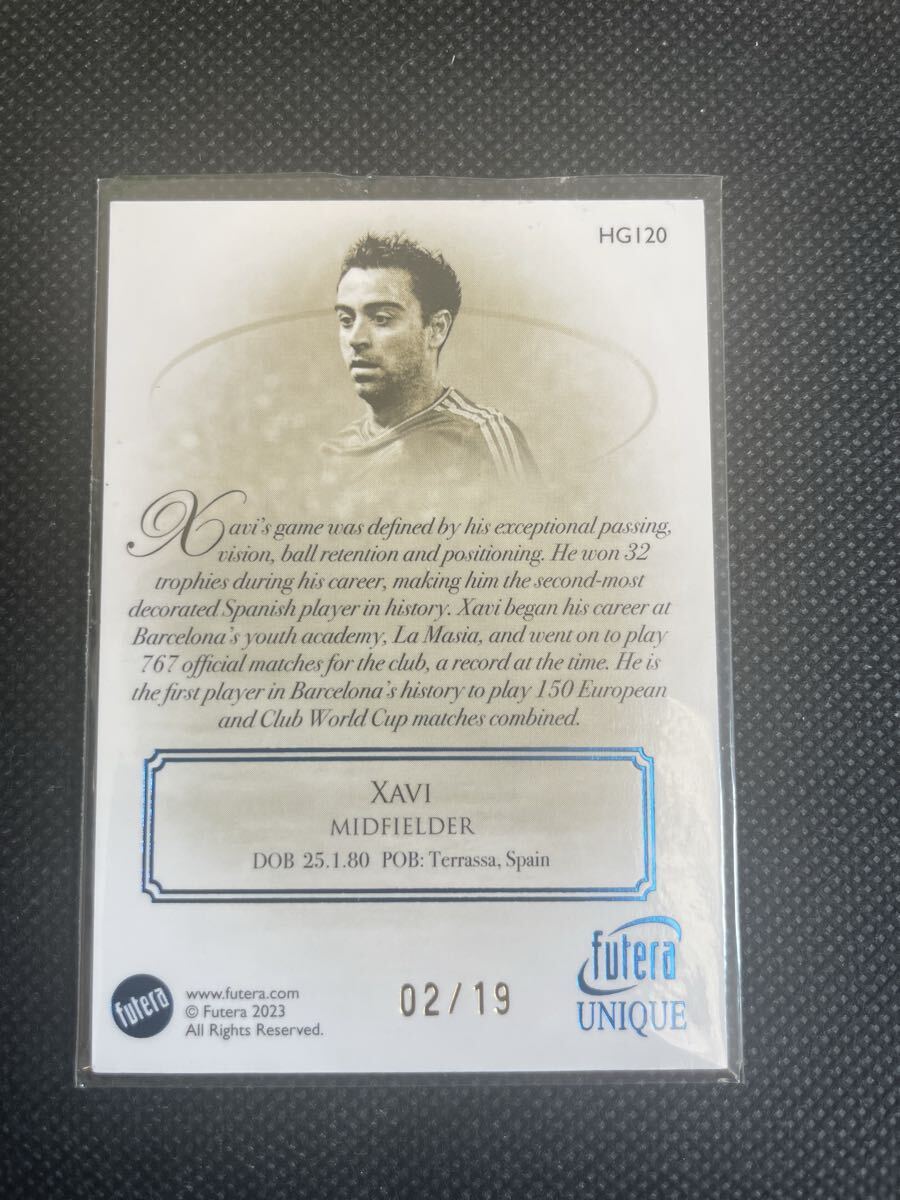 HG120
Xavi's game was defined by his exceptional passing,
vision, ball retention and positioning. He won 32
trophies during his career, making him the second-most
decorated Spanish player in history. Xavi began his career at
Barcelona's youth academy, La Masia, and went on to play
767 official matches for the club, a record at the time. He is
the first player in Barcelona's history to play 150 European
and Club World Cup matches combined.
XAVI
MIDFIELDER
DOB 25.1.80 POB: Terrassa, Spain
futera
UNIQUE
futera
www.futera.com
© Futera 2023
All Rights Reserved.
02/19